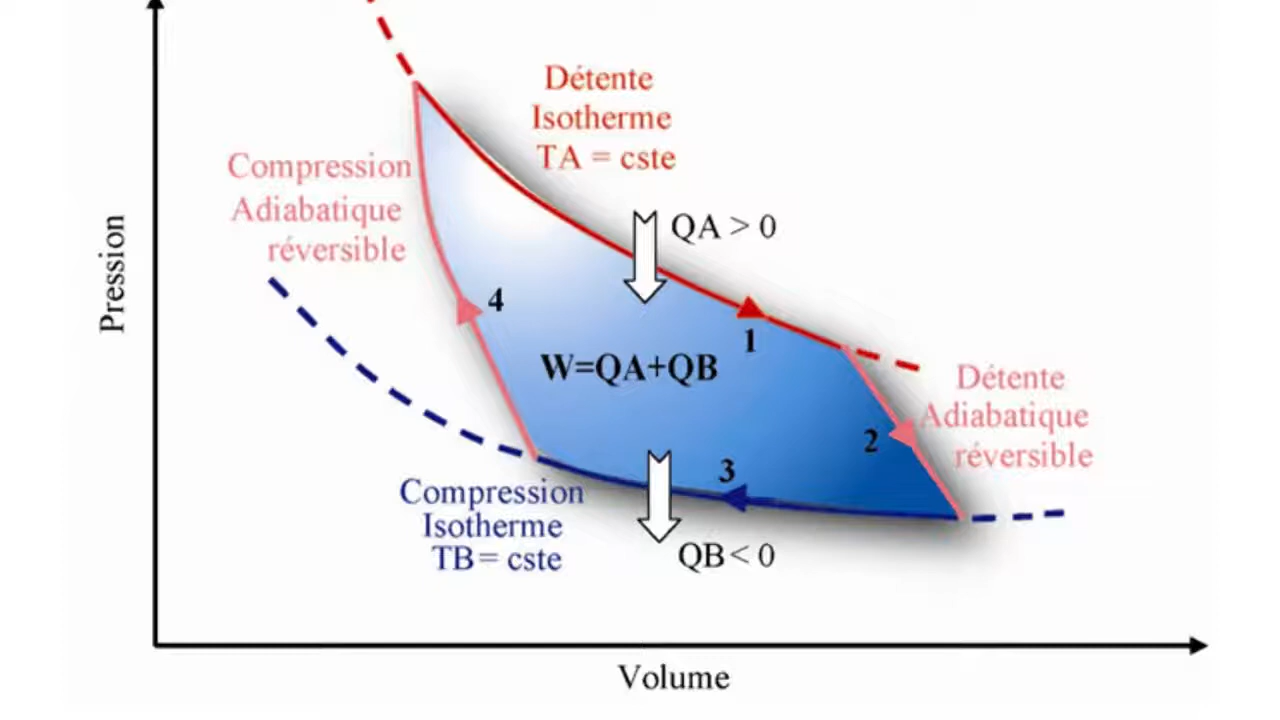 Détente
Isotherme
TA = cste
Compression
Adiabatique
réversible
QA > 0
Pression
4
1
W=QA+QB
Détente
Adiabatique
réversible
2
3
Compression
Isotherme
TB= cste
QB< 0
Volume